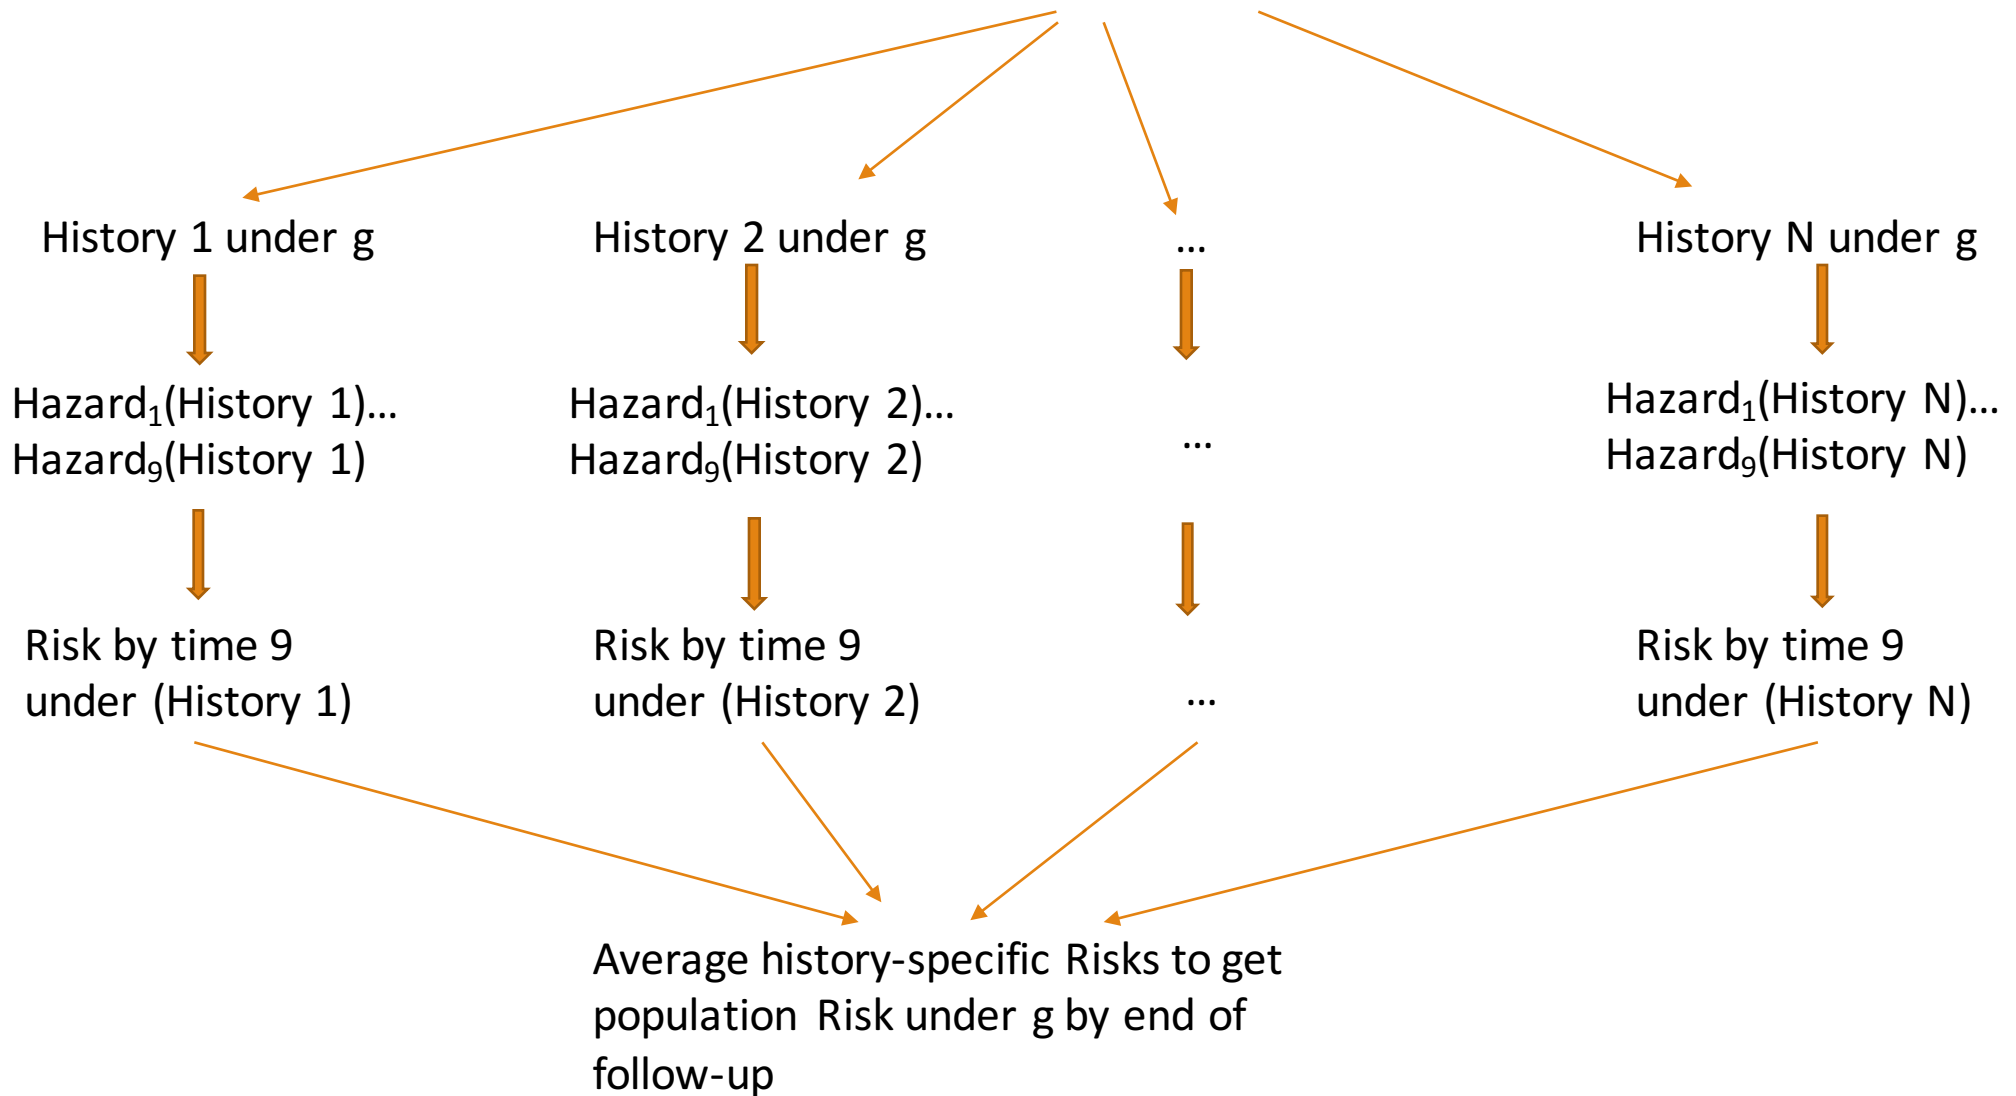 History 1 under g
History 2 under g
...
History N under g
Hazard₁(History 1)...
Hazard₉(History 1)
Hazard₁(History 2)...
Hazard₉(History 2)
...
Hazard₁(History N)...
Hazard₉(History N)
Risk by time 9
under (History 1)
Risk by time 9
under (History 2)
...
Risk by time 9
under (History N)
Average history-specific Risks to get
population Risk under g by end of
follow-up